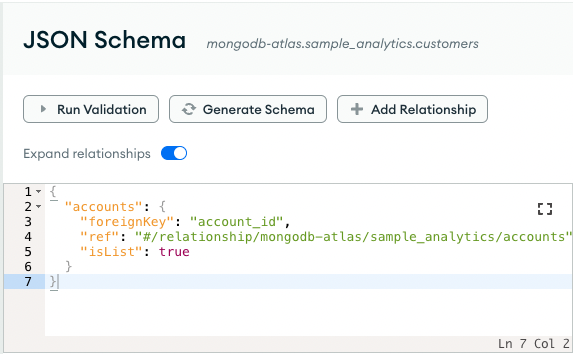 JSON Schema mongodb-atlas.sample_analytics.customers
Run Validation Generate Schema Add Relationship
Expand relationships
1 {
2 "accounts": {
3 "foreignKey": "account_id",
4 "ref": "#/relationship/mongodb-atlas/sample_analytics/accounts"
5 "isList": true
6 }
7 }
Ln 7 Col 2